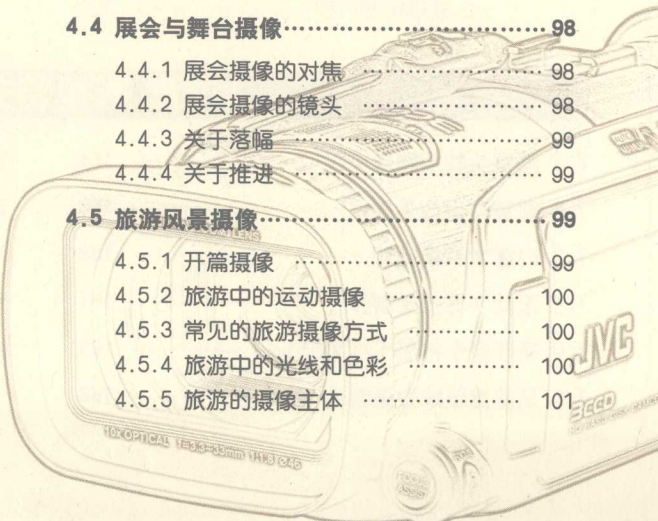 4.4 展会与舞台摄像……………………………98
4.4.1 展会摄像的对焦 …………………… 98
4.4.2 展会摄像的镜头 …………………… 98
4.4.3 关于落幅 …………………………… 99
4.4.4 关于推进 …………………………… 99
4.5 旅游风景摄像…………………………………99
4.5.1 开篇摄像 …………………………… 99
4.5.2 旅游中的运动摄像 ………………… 100
4.5.3 常见的旅游摄像方式 ……………… 100
4.5.4 旅游中的光线和色彩 ……………… 100
4.5.5 旅游的摄像主体 …………………… 101
JVC
3CCD
10X OPTICAL f=3.3-33mm 1:1.8 ø46
FOCUS ASSIST